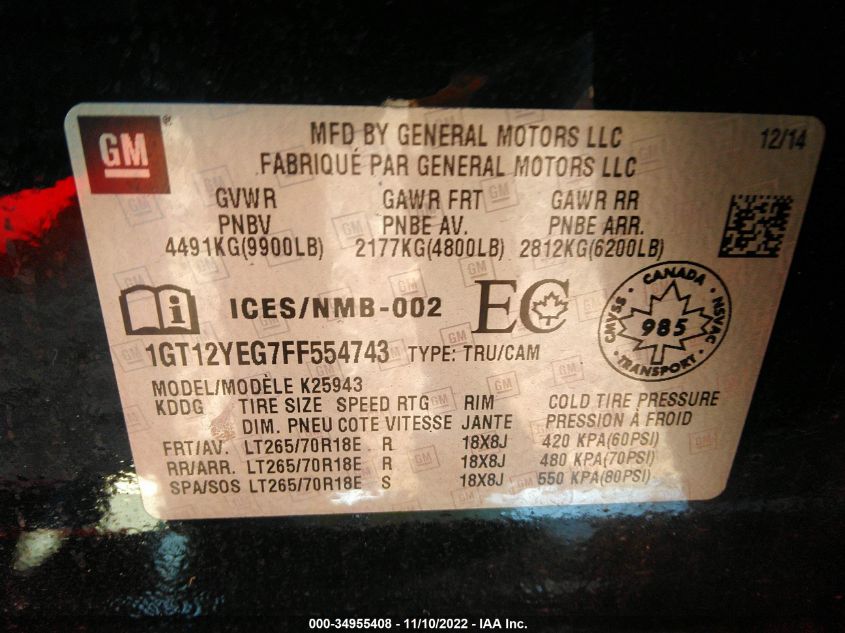 GM ®
MFD BY GENERAL MOTORS LLC 12/14
FABRIQUÉ PAR GENERAL MOTORS LLC
GVWR GAWR FRT GAWR RR
PNBV PNBE AV. PNBE ARR.
4491KG(9900LB) 2177KG(4800LB) 2812KG(6200LB)
i ICES/NMB-002 EC
CANADA
CMVSS 985 NSVAC
TRANSPORT
1GT12YEG7FF554743 TYPE: TRU/CAM
MODEL/MODÈLE K25943
KDDG TIRE SIZE SPEED RTG RIM COLD TIRE PRESSURE
DIM. PNEU COTE VITESSE JANTE PRESSION À FROID
FRT/AV. LT265/70R18E R 18X8J 420 KPA(60PSI)
RR/ARR. LT265/70R18E R 18X8J 480 KPA(70PSI)
SPA/SOS LT265/70R18E S 18X8J 550 KPA(80PSI)
000-34955408 - 11/10/2022 - IAA Inc.